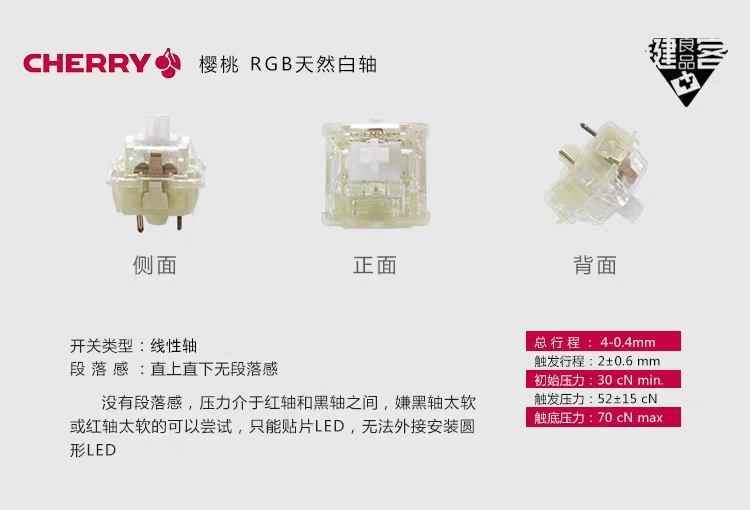 CHERRY 樱桃 RGB天然白轴
键良品客
侧面
正面
背面
开关类型：线性轴
段落感：直上直下无段落感
没有段落感，压力介于红轴和黑轴之间，嫌黑轴太软
或红轴太软的可以尝试，只能贴片LED，无法外接安装圆
形LED
总行程： 4-0.4mm
触发行程：2±0.6 mm
初始压力：30 cN min.
触发压力：52±15 cN
触底压力：70 cN max